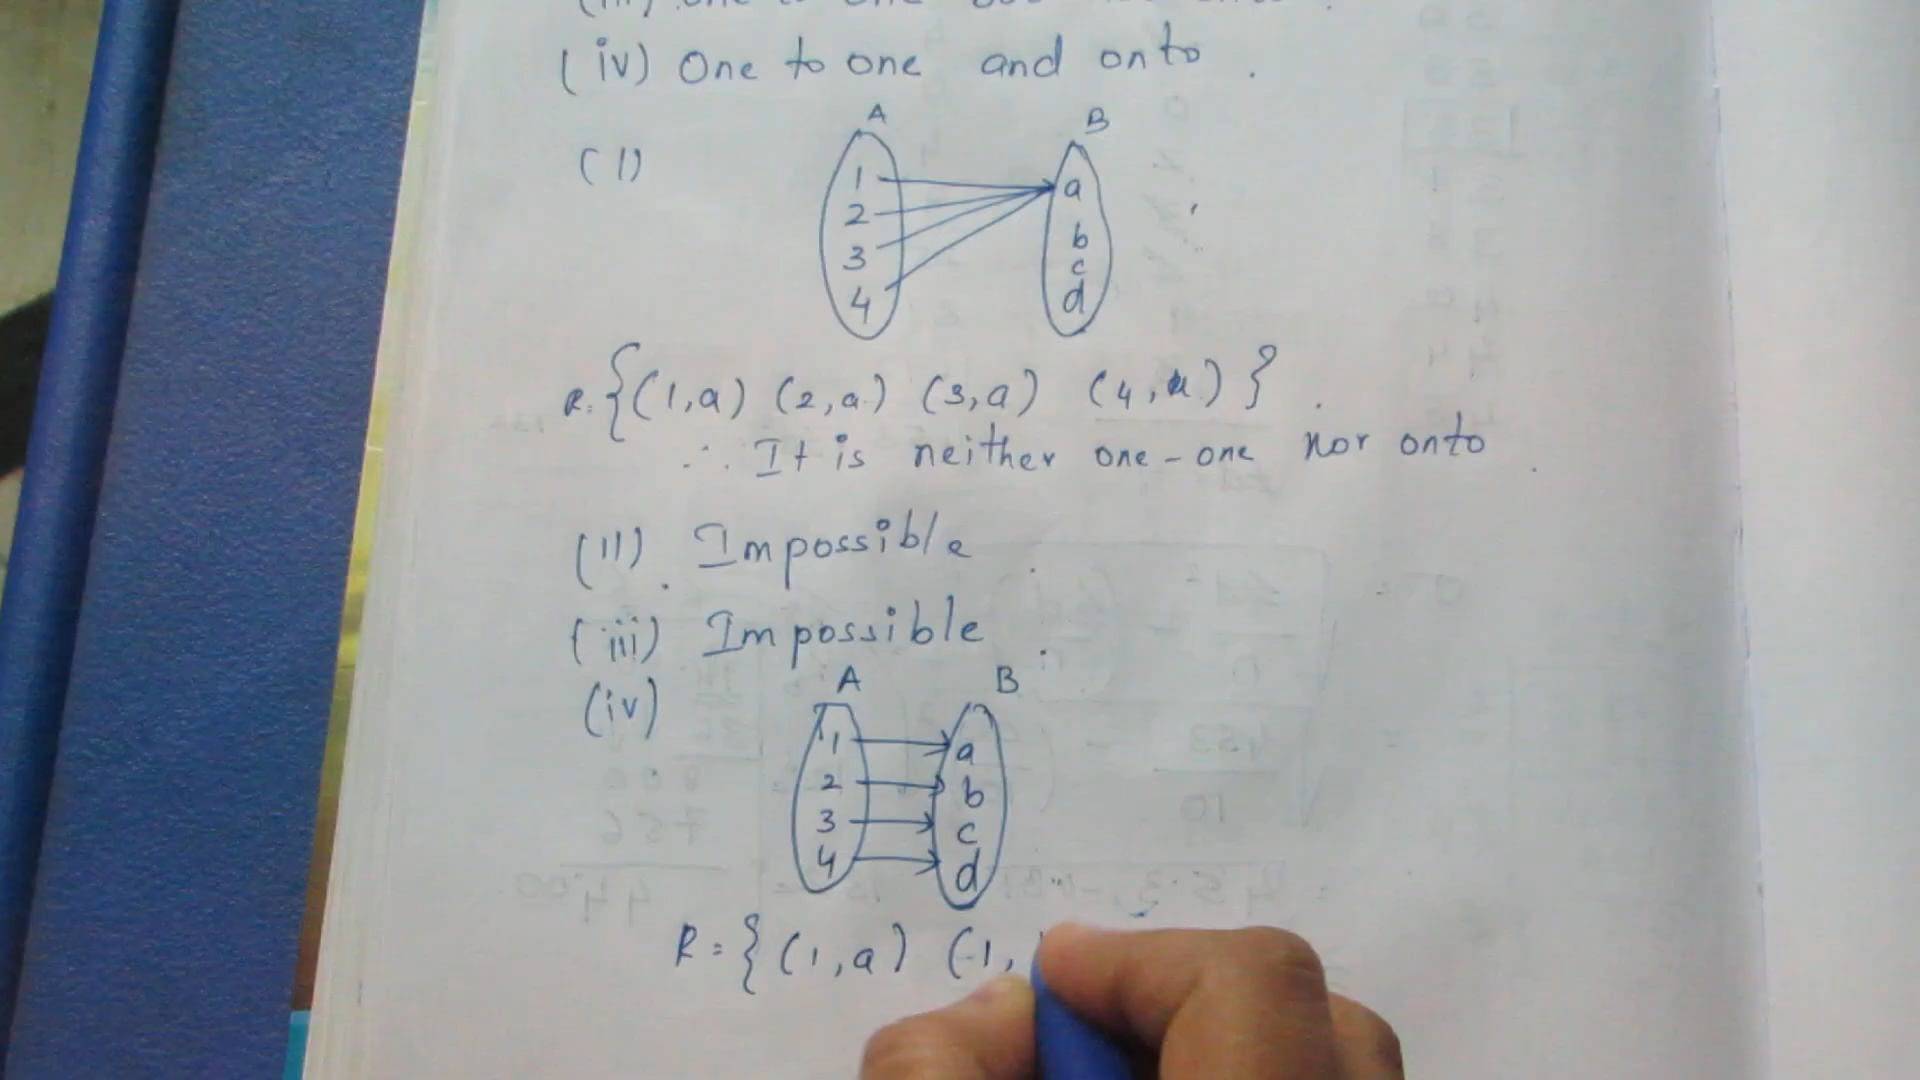 (iv) One to one and onto.
(I)
A B
1 a
2 b
3 c
4 d
R = {(1,a) (2,a) (3,a) (4,a)}.
∴ It is neither one-one nor onto.
(II) Impossible.
(iii) Impossible.
(iv)
A B
1 a
2 b
3 c
4 d
R = { (1,a) (1,